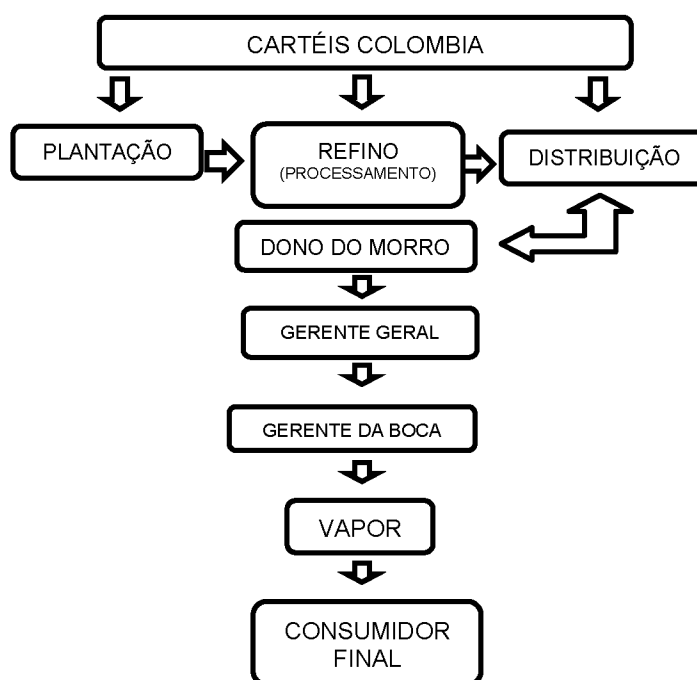 CARTÉIS COLOMBIA
PLANTAÇÃO
REFINO
(PROCESSAMENTO)
DISTRIBUIÇÃO
DONO DO MORRO
GERENTE GERAL
GERENTE DA BOCA
VAPOR
CONSUMIDOR
FINAL